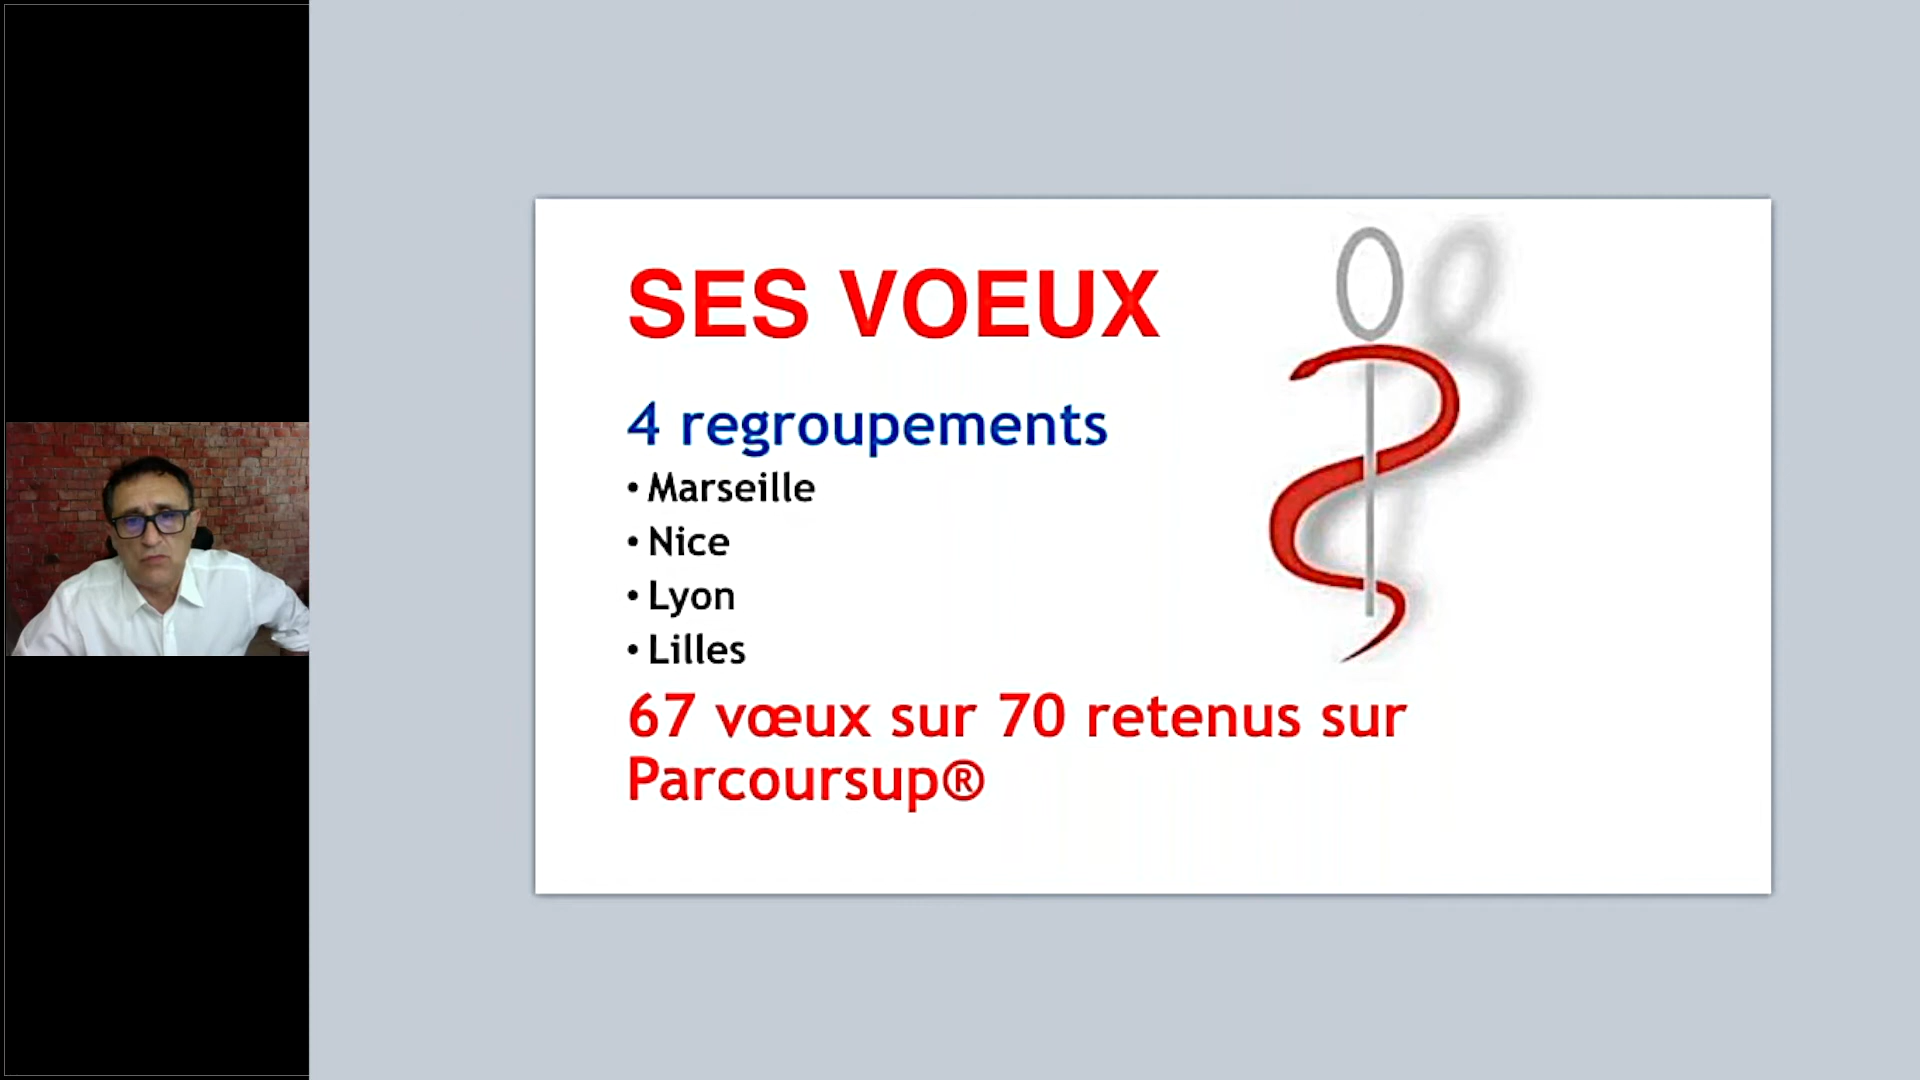 SES VOEUX
4 regroupements
• Marseille
• Nice
• Lyon
• Lilles
67 vœux sur 70 retenus sur
Parcoursup®